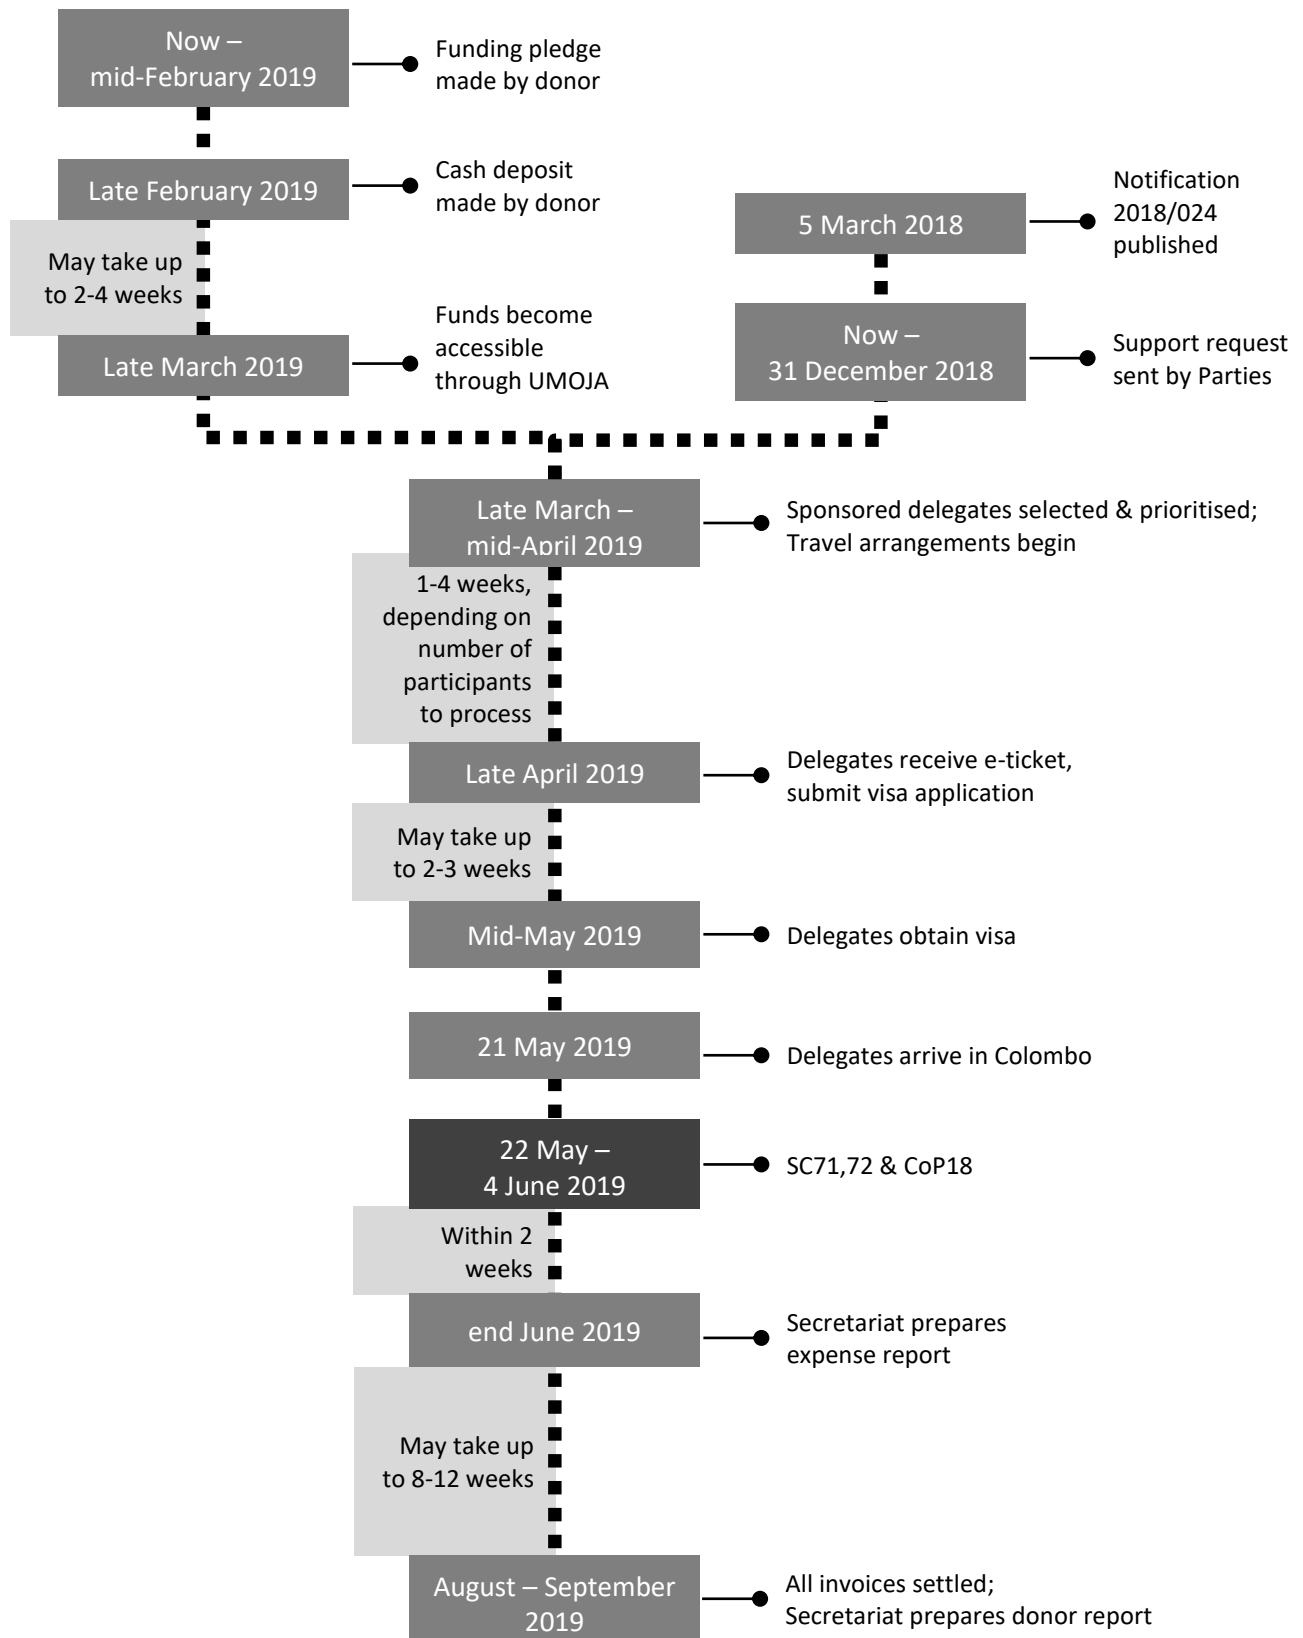 Now –
mid-February 2019
Funding pledge
made by donor
Late February 2019
Cash deposit
made by donor
May take up
to 2-4 weeks
Late March 2019
Funds become
accessible
through UMOJA
5 March 2018
Notification
2018/024
published
Now –
31 December 2018
Support request
sent by Parties
Late March –
mid-April 2019
Sponsored delegates selected & prioritised;
Travel arrangements begin
1-4 weeks,
depending on
number of
participants
to process
Late April 2019
Delegates receive e-ticket,
submit visa application
May take up
to 2-3 weeks
Mid-May 2019
Delegates obtain visa
21 May 2019
Delegates arrive in Colombo
22 May –
4 June 2019
SC71,72 & CoP18
Within 2
weeks
end June 2019
Secretariat prepares
expense report
May take up
to 8-12 weeks
August – September
2019
All invoices settled;
Secretariat prepares donor report